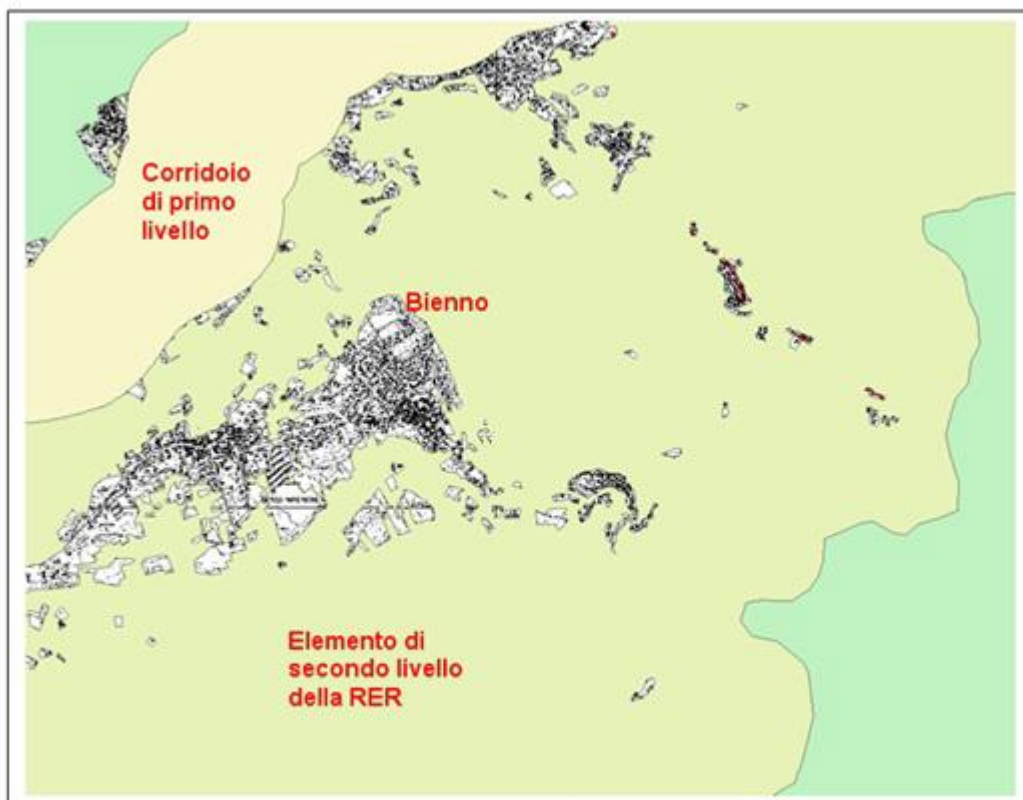 Corridoio
di primo
livello
Bienno
Elemento di
secondo livello
della RER